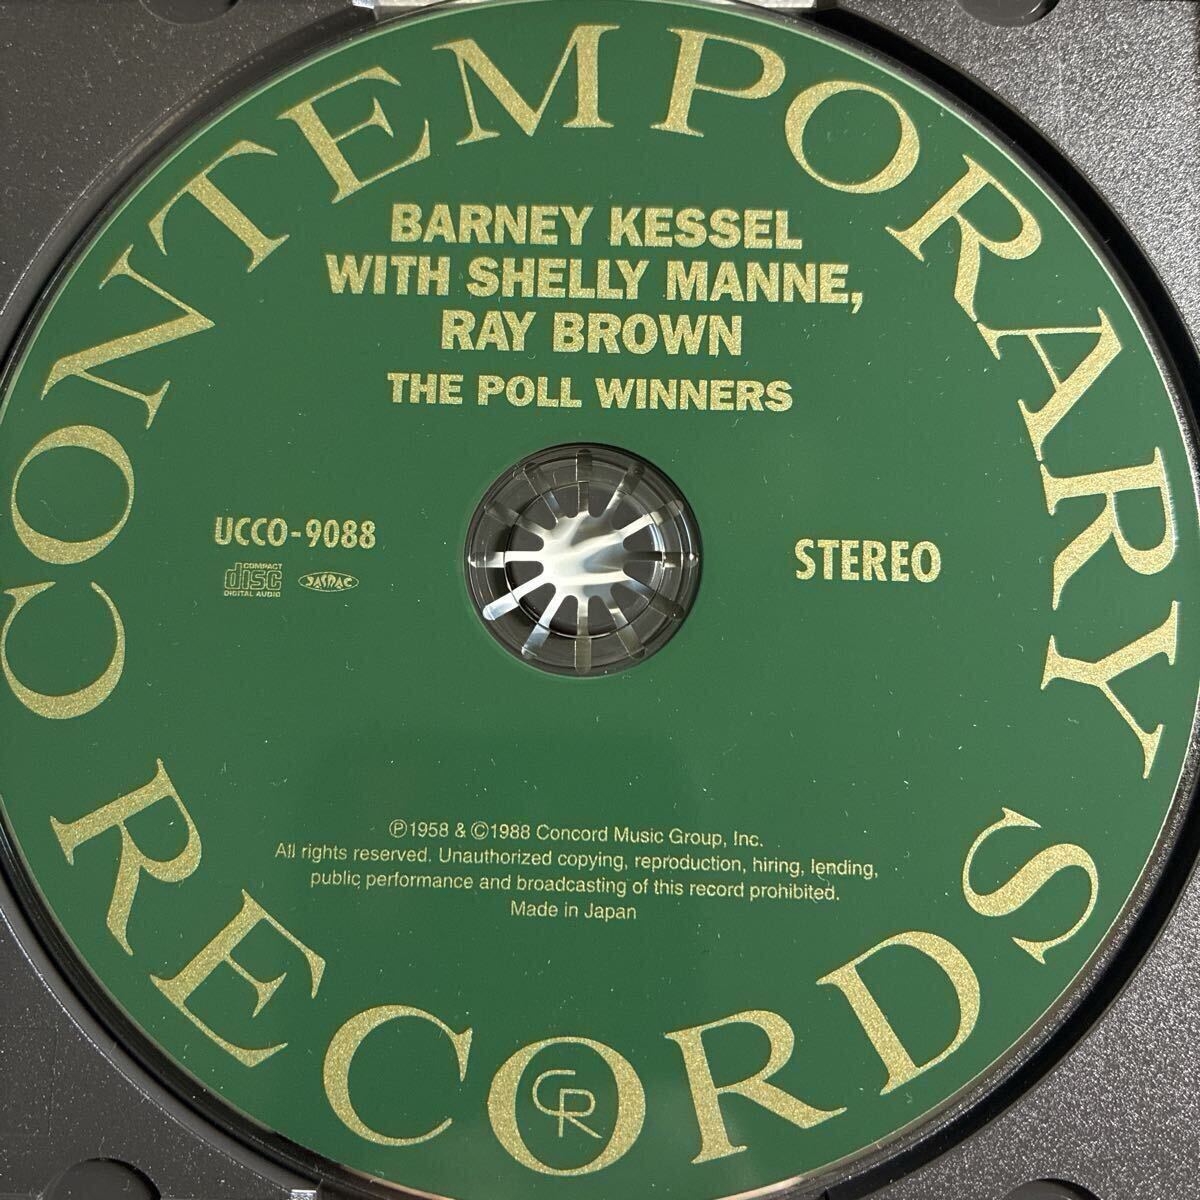 CONTEMPORARY
BARNEY KESSEL
WITH SHELLY MANNE,
RAY BROWN
THE POLL WINNERS
UCCO-9088
COMPACT
disc
DIGITAL AUDIO
JASRAC
STEREO
℗1958 & ©1988 Concord Music Group, Inc.
All rights reserved. Unauthorized copying, reproduction, hiring, lending,
public performance and broadcasting of this record prohibited.
Made in Japan
RECORDS
CR